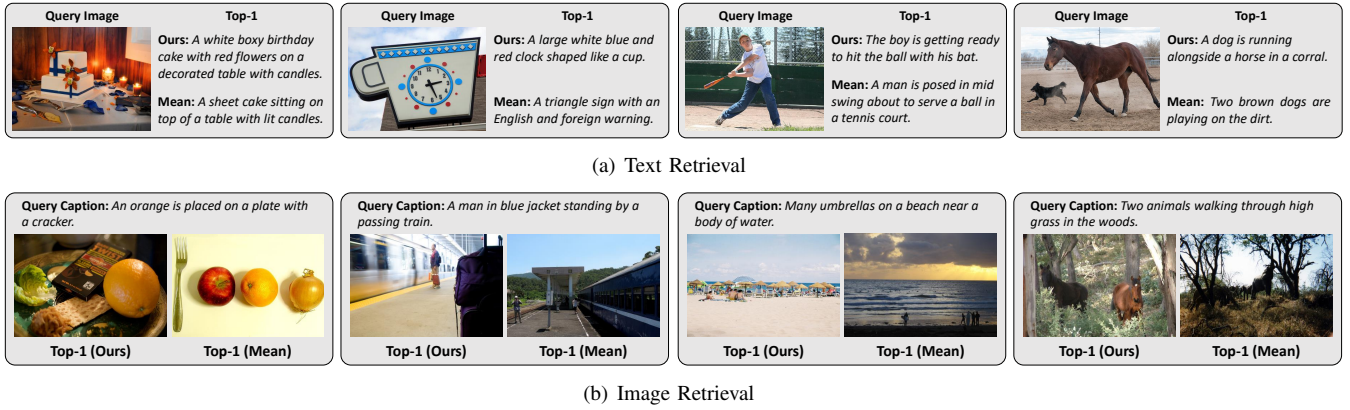 Query Image Top-1
Ours: A white boxy birthday
cake with red flowers on a
decorated table with candles.
Mean: A sheet cake sitting on
top of a table with lit candles.
Query Image Top-1
Ours: A large white blue and
red clock shaped like a cup.
Mean: A triangle sign with an
English and foreign warning.
Query Image Top-1
Ours: The boy is getting ready
to hit the ball with his bat.
Mean: A man is posed in mid
swing about to serve a ball in
a tennis court.
Query Image Top-1
Ours: A dog is running
alongside a horse in a corral.
Mean: Two brown dogs are
playing on the dirt.
(a) Text Retrieval
Query Caption: An orange is placed on a plate with
a cracker.
Top-1 (Ours) Top-1 (Mean)
Query Caption: A man in blue jacket standing by a
passing train.
Top-1 (Ours) Top-1 (Mean)
Query Caption: Many umbrellas on a beach near a
body of water.
Top-1 (Ours) Top-1 (Mean)
Query Caption: Two animals walking through high
grass in the woods.
Top-1 (Ours) Top-1 (Mean)
(b) Image Retrieval